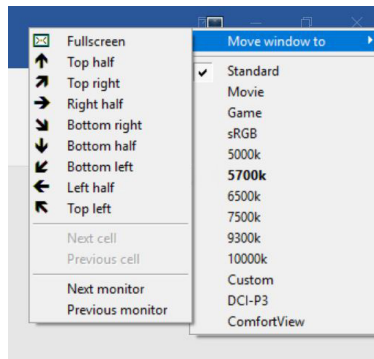 Fullscreen
Top half
Top right
Right half
Bottom right
Bottom half
Bottom left
Left half
Top left
Next cell
Previous cell
Next monitor
Previous monitor
Move window to
Standard
Movie
Game
sRGB
5000k
5700k
6500k
7500k
9300k
10000k
Custom
DCI-P3
ComfortView